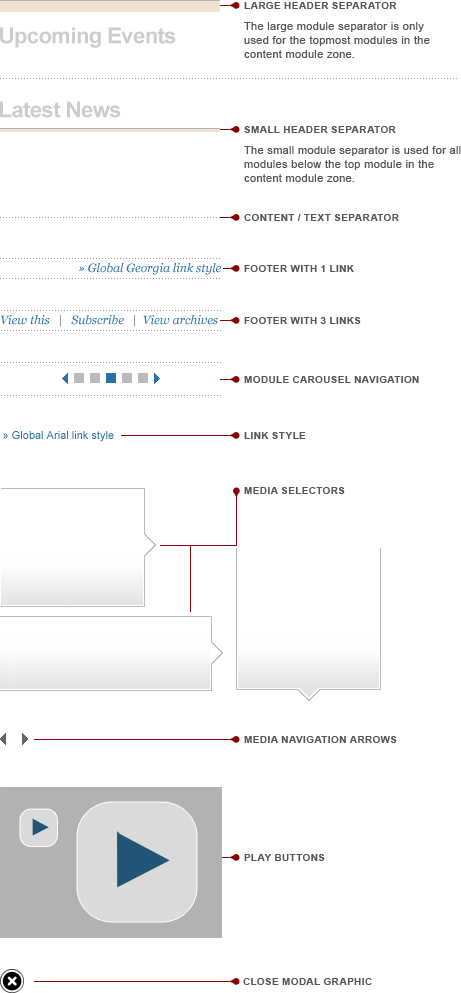 LARGE HEADER SEPARATOR
Upcoming Events
The large module separator is only
used for the topmost modules in the
content module zone.
Latest News
SMALL HEADER SEPARATOR
The small module separator is used for all
modules below the top module in the
content module zone.
CONTENT / TEXT SEPARATOR
» Global Georgia link style
FOOTER WITH 1 LINK
View this | Subscribe | View archives
FOOTER WITH 3 LINKS
MODULE CAROUSEL NAVIGATION
» Global Arial link style
LINK STYLE
MEDIA SELECTORS
MEDIA NAVIGATION ARROWS
PLAY BUTTONS
CLOSE MODAL GRAPHIC